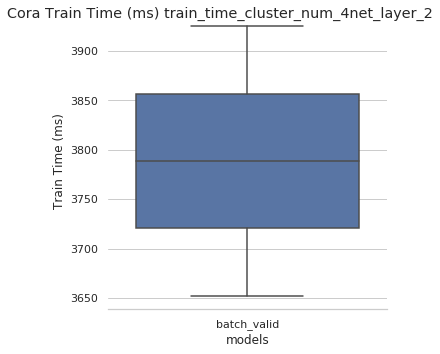 Cora Train Time (ms) train_time_cluster_num_4net_layer_2
3900
3850
3800
3750
3700
3650
Train Time (ms)
batch_valid
models